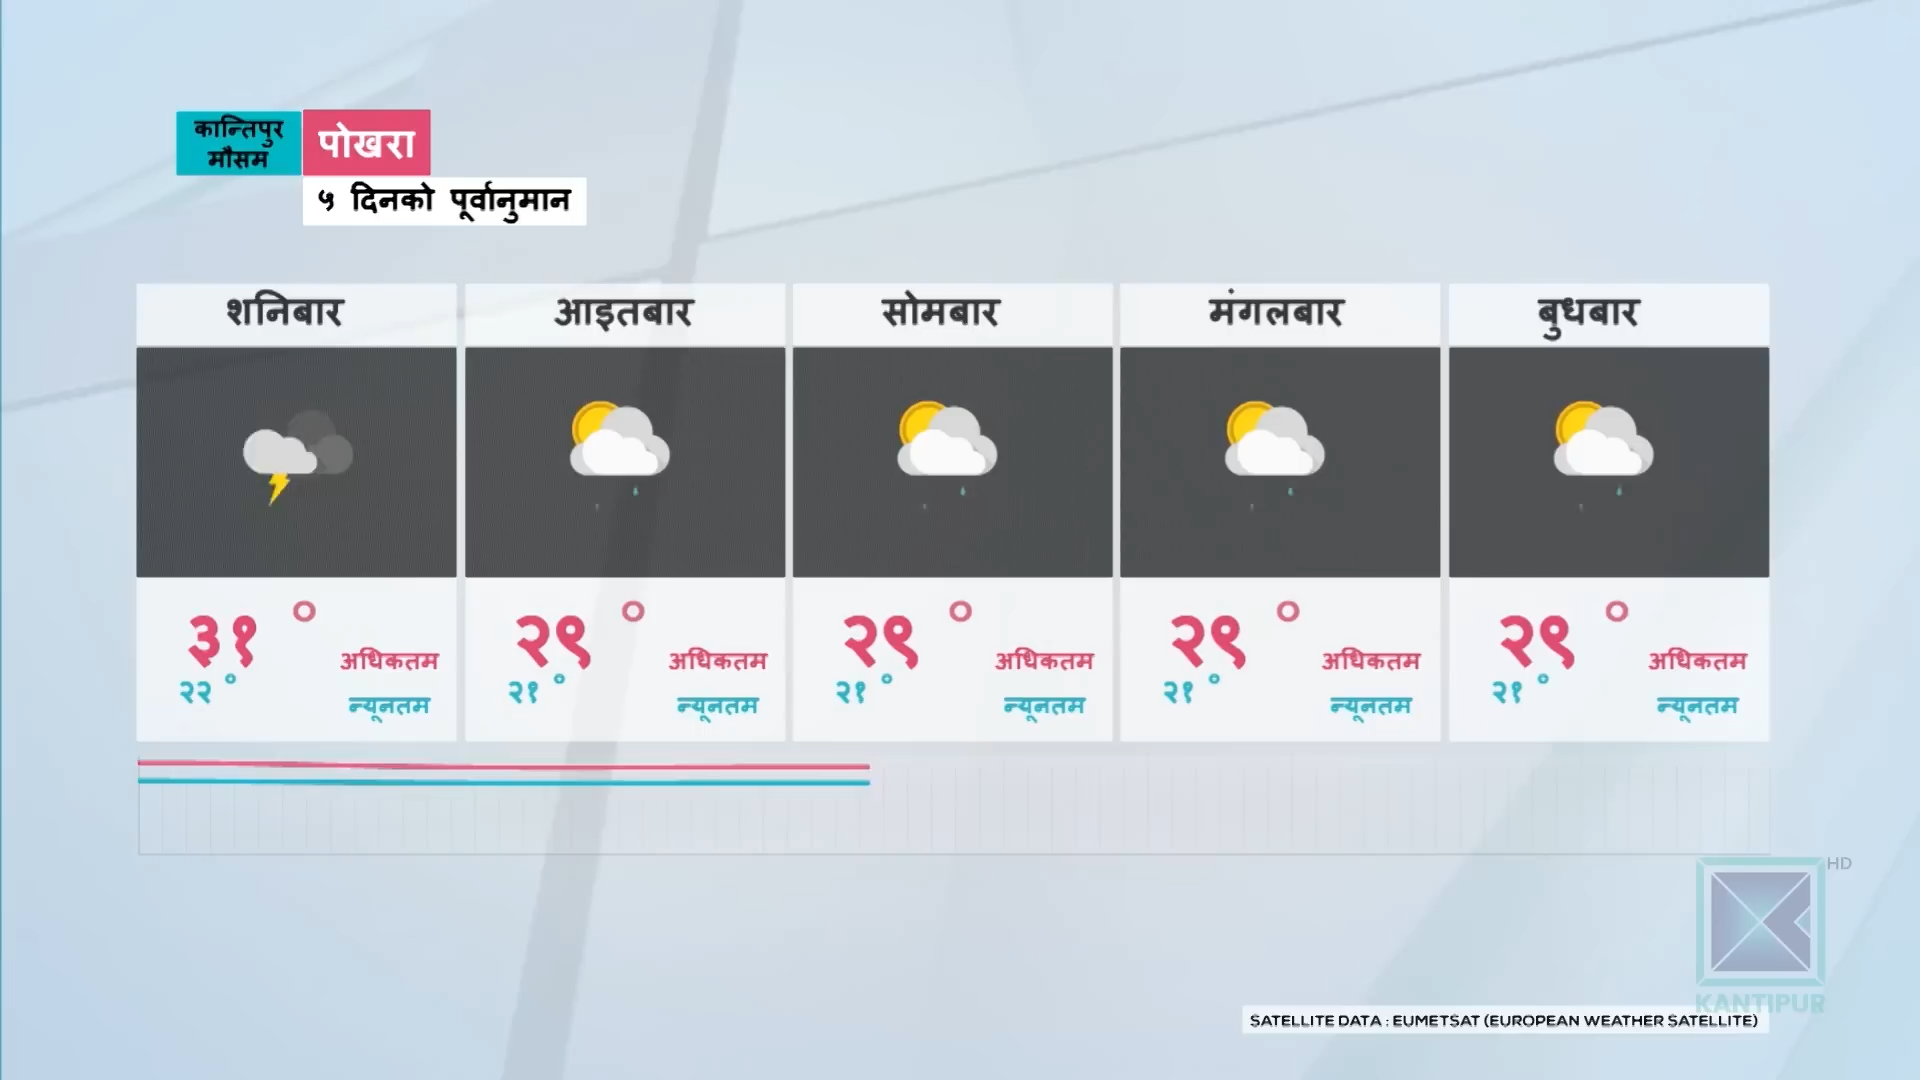 कान्तिपुर
मौसम
पोखरा
५ दिनको पूर्वानुमान
शनिबार
आइतबार
सोमबार
मंगलबार
बुधबार
३१°
अधिकतम
२२°
न्यूनतम
२९°
अधिकतम
२१°
न्यूनतम
२९°
अधिकतम
२१°
न्यूनतम
२९°
अधिकतम
२१°
न्यूनतम
२९°
अधिकतम
२१°
न्यूनतम
HD
KANTIPUR
SATELLITE DATA : EUMETSAT (EUROPEAN WEATHER SATELLITE)